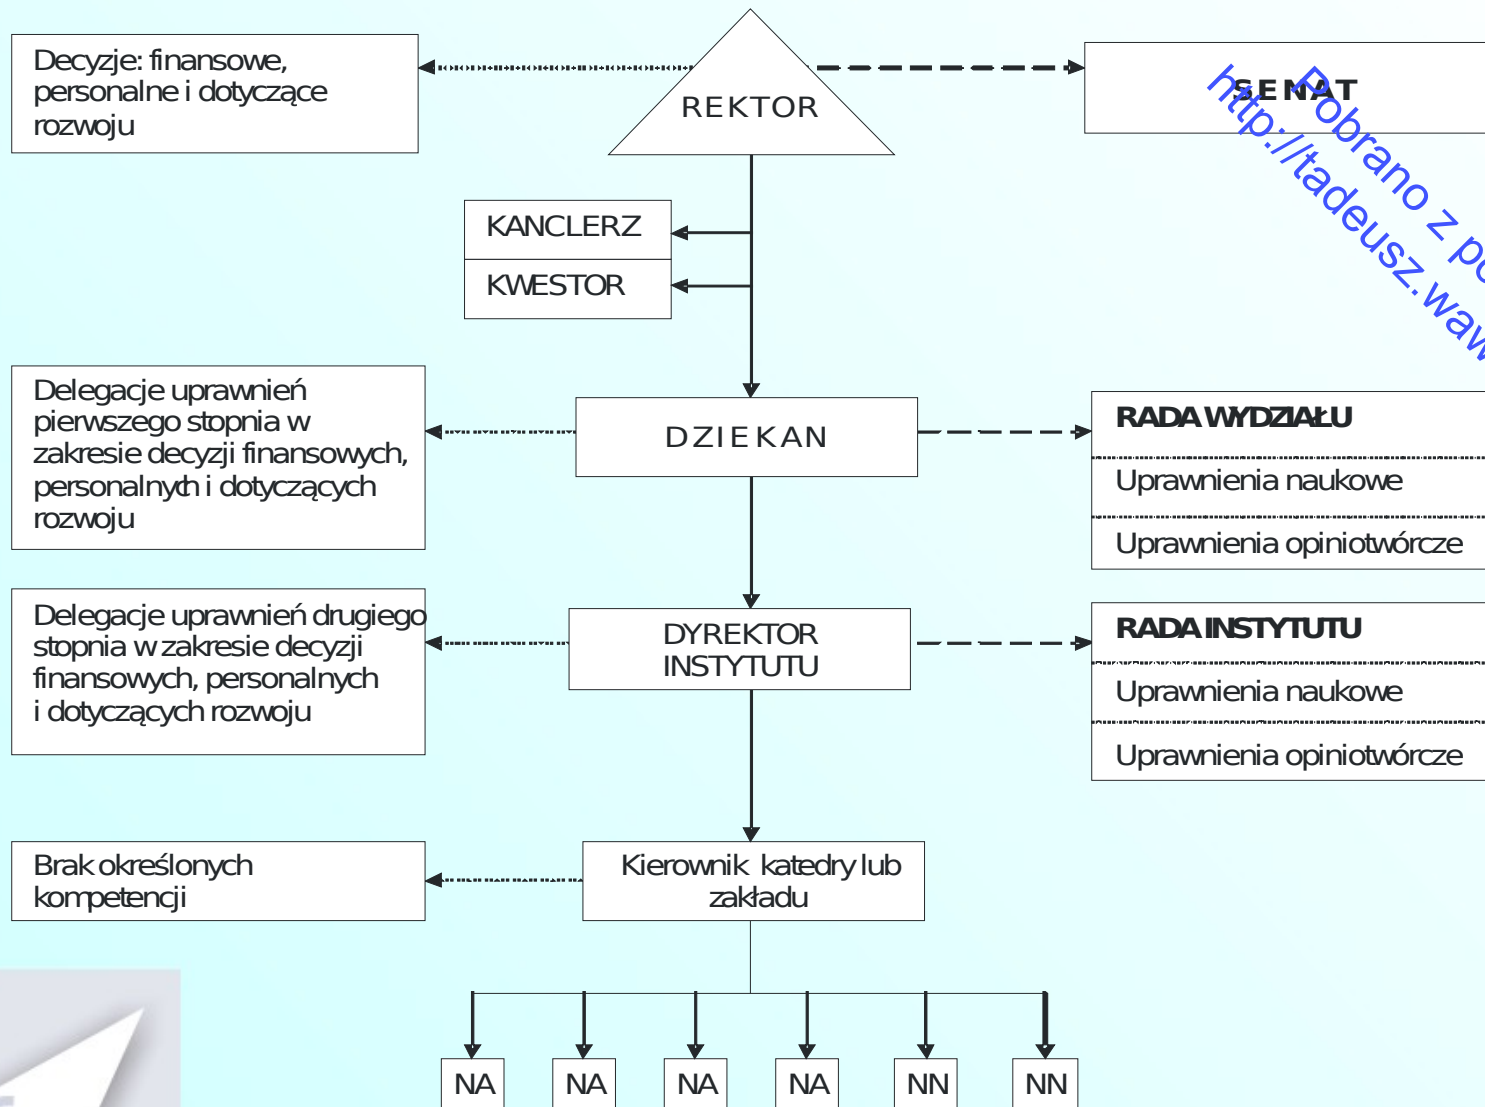 Decyzje: finansowe,
personalne i dotyczące
rozwoju
REKTOR
SENAT
Pobrano z
http://tadeusz.
KANCLERZ
KWESTOR
Delegacje uprawnień
pierwszego stopnia w
zakresie decyzji finansowych,
personalnych i dotyczących
rozwoju
DZIEKAN
RADA WYDZIAŁU
Uprawnienia naukowe
Uprawnienia opiniotwórcze
Delegacje uprawnień drugiego
stopnia w zakresie decyzji
finansowych, personalnych
i dotyczących rozwoju
DYREKTOR
INSTYTUTU
RADA INSTYTUTU
Uprawnienia naukowe
Uprawnienia opiniotwórcze
Brak określonych
kompetencji
Kierownik katedry lub
zakładu
NA NA NA NA NN NN